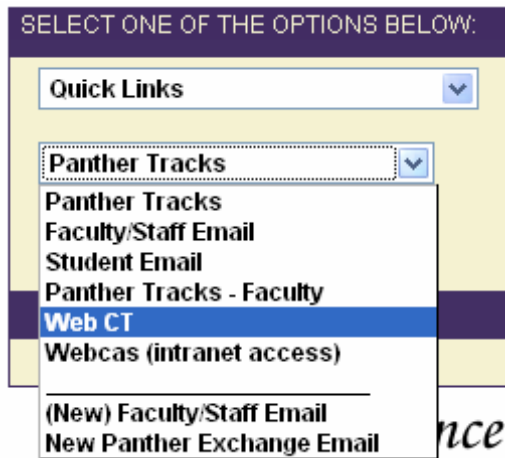 SELECT ONE OF THE OPTIONS BELOW:
Quick Links
Panther Tracks
Panther Tracks
Faculty/Staff Email
Student Email
Panther Tracks - Faculty
Web CT
Webcas (intranet access)
(New) Faculty/Staff Email
New Panther Exchange Email
nce